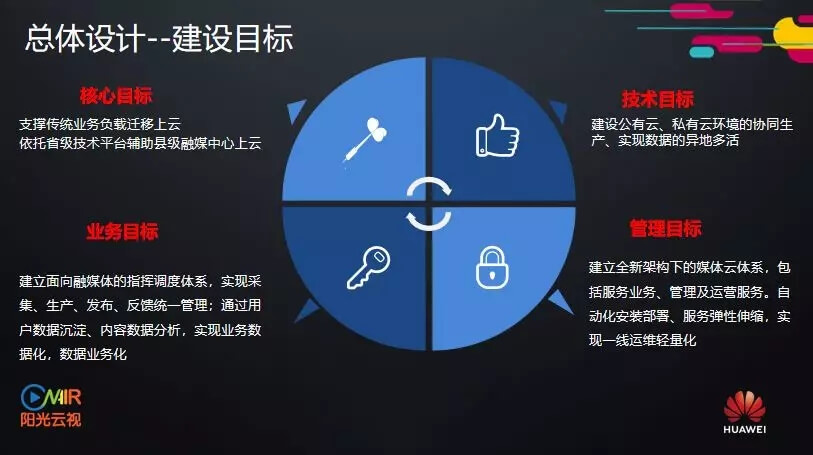 总体设计--建设目标
核心目标
支撑传统业务负载迁移上云
依托省级技术平台辅助县级融媒中心上云
技术目标
建设公有云、私有云环境的协同生
产、实现数据的异地多活
业务目标
建立面向融媒体的指挥调度体系，实现采
集、生产、发布、反馈统一管理；通过用
户数据沉淀、内容数据分析，实现业务数
据化，数据业务化
管理目标
建立全新架构下的媒体云体系，包
括服务业务、管理及运营服务。自
动化安装部署、服务弹性伸缩，实
现一线运维轻量化
阳光云视
HUAWEI